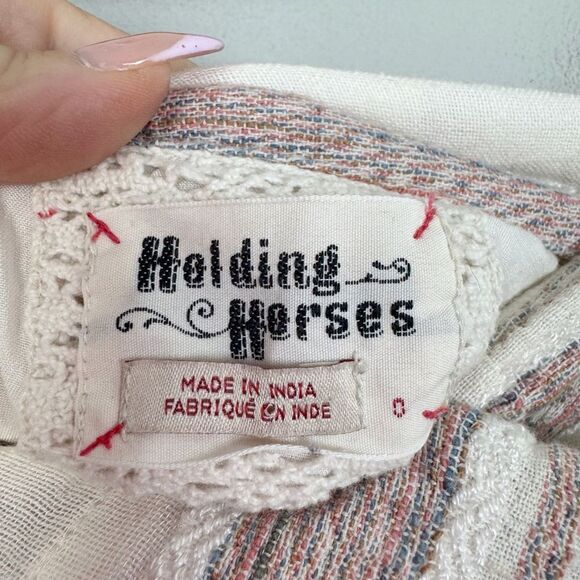 Holding
Horses
MADE IN INDIA
FABRIQUÉ EN INDE
0